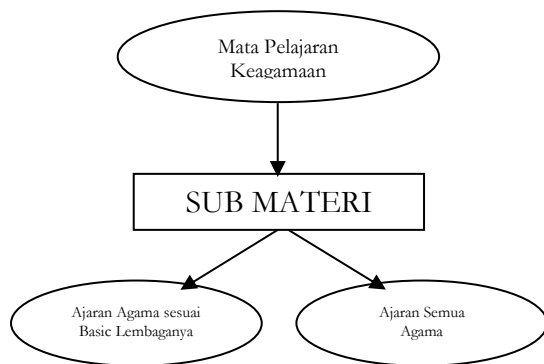 Mata Pelajaran
Keagamaan
SUB MATERI
Ajaran Agama sesuai
Basic Lembaganya
Ajaran Semua
Agama